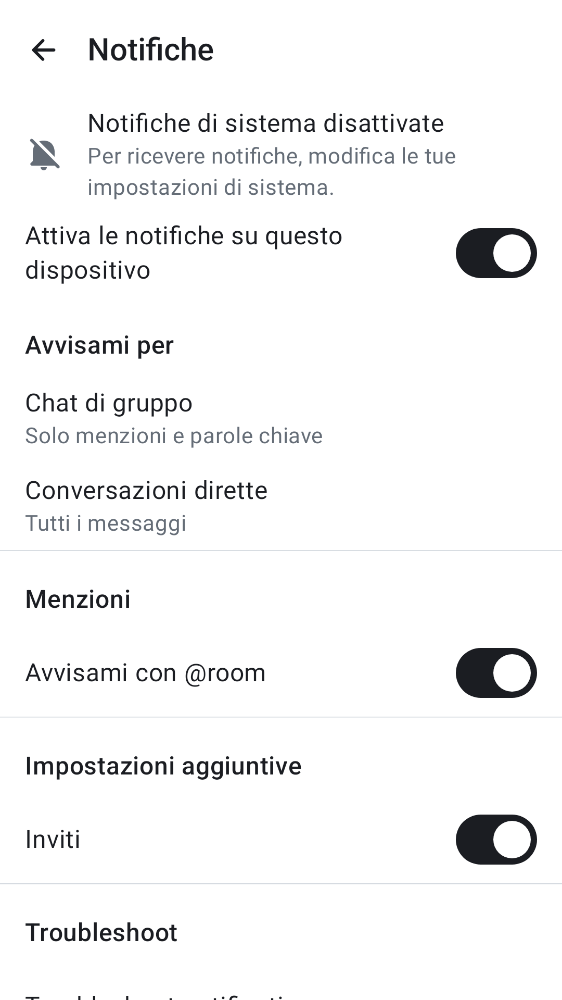 Notifiche
Notifiche di sistema disattivate
Per ricevere notifiche, modifica le tue
impostazioni di sistema.
Attiva le notifiche su questo
dispositivo
Avvisami per
Chat di gruppo
Solo menzioni e parole chiave
Conversazioni dirette
Tutti i messaggi
Menzioni
Avvisami con @room
Impostazioni aggiuntive
Inviti
Troubleshoot